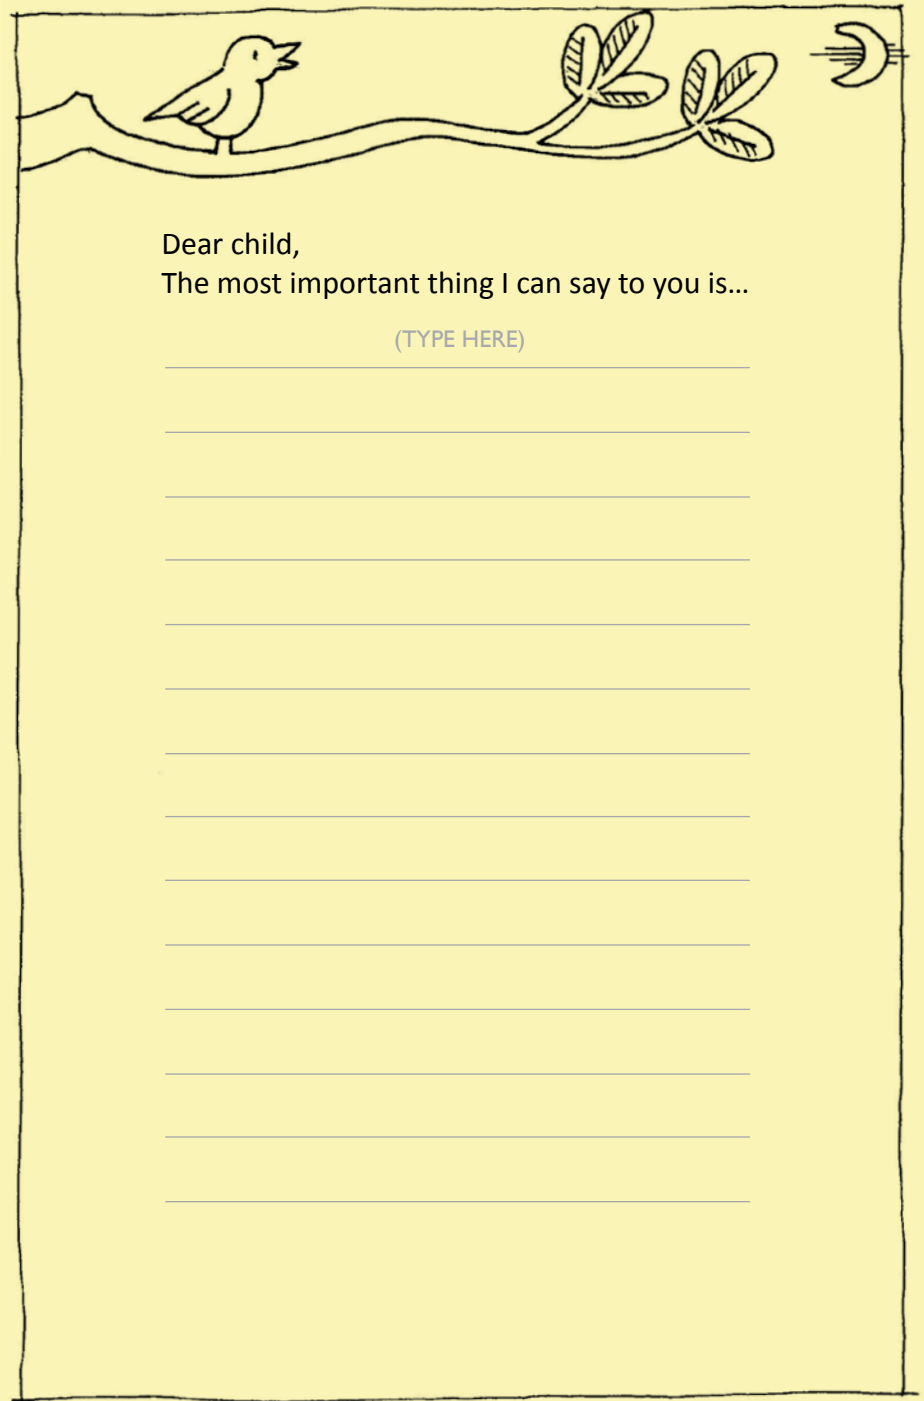 Dear child,
The most important thing I can say to you is...
(TYPE HERE)